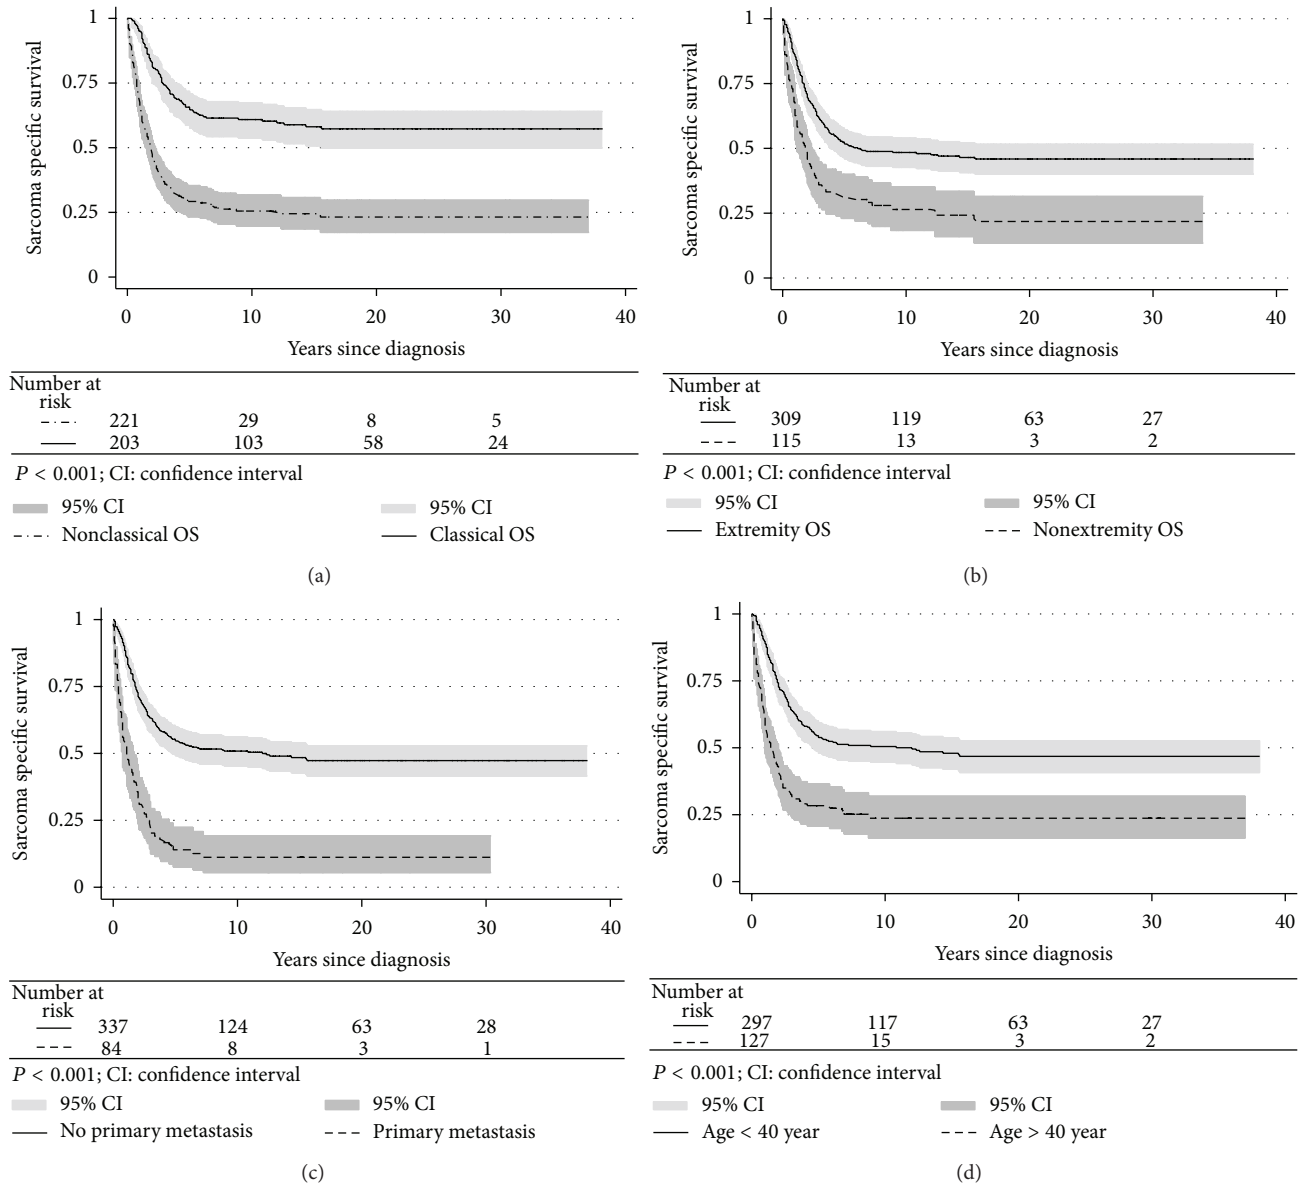 Sarcoma specific survival
1
0.75
0.5
0.25
0
0 10 20 30 40
Years since diagnosis
Number at
risk
221 29 8 5
203 103 58 24
P < 0.001; CI: confidence interval
95% CI 95% CI
Nonclassical OS Classical OS
(a)
Sarcoma specific survival
1
0.75
0.5
0.25
0
0 10 20 30 40
Years since diagnosis
Number at
risk
309 119 63 27
115 13 3 2
P < 0.001; CI: confidence interval
95% CI 95% CI
Extremity OS Nonextremity OS
(b)
Sarcoma specific survival
1
0.75
0.5
0.25
0
0 10 20 30 40
Years since diagnosis
Number at
risk
337 124 63 28
84 8 3 1
P < 0.001; CI: confidence interval
95% CI 95% CI
No primary metastasis Primary metastasis
(c)
Sarcoma specific survival
1
0.75
0.5
0.25
0
0 10 20 30 40
Years since diagnosis
Number at
risk
297 117 63 27
127 15 3 2
P < 0.001; CI: confidence interval
95% CI 95% CI
Age < 40 year Age > 40 year
(d)